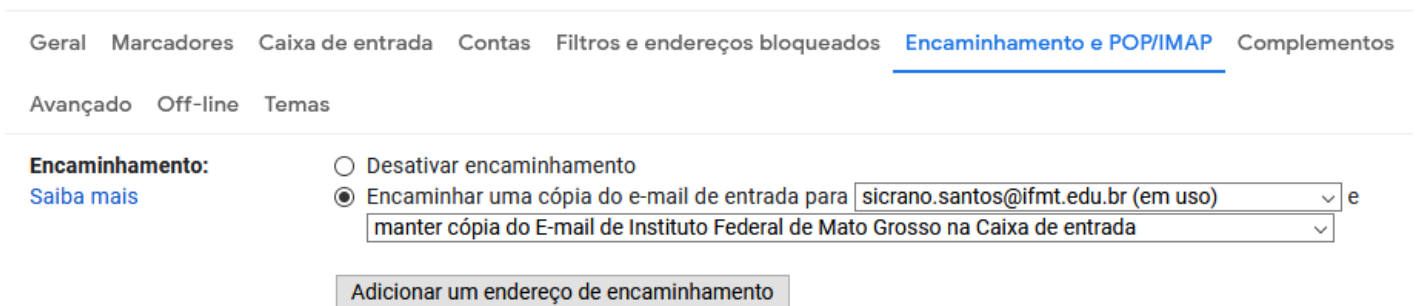 Geral Marcadores Caixa de entrada Contas Filtros e endereços bloqueados Encaminhamento e POP/IMAP Complementos
Avançado Off-line Temas
Encaminhamento: Desativar encaminhamento
Saiba mais Encaminhar uma cópia do e-mail de entrada para sicrano.santos@ifmt.edu.br (em uso) e
manter cópia do E-mail de Instituto Federal de Mato Grosso na Caixa de entrada
Adicionar um endereço de encaminhamento